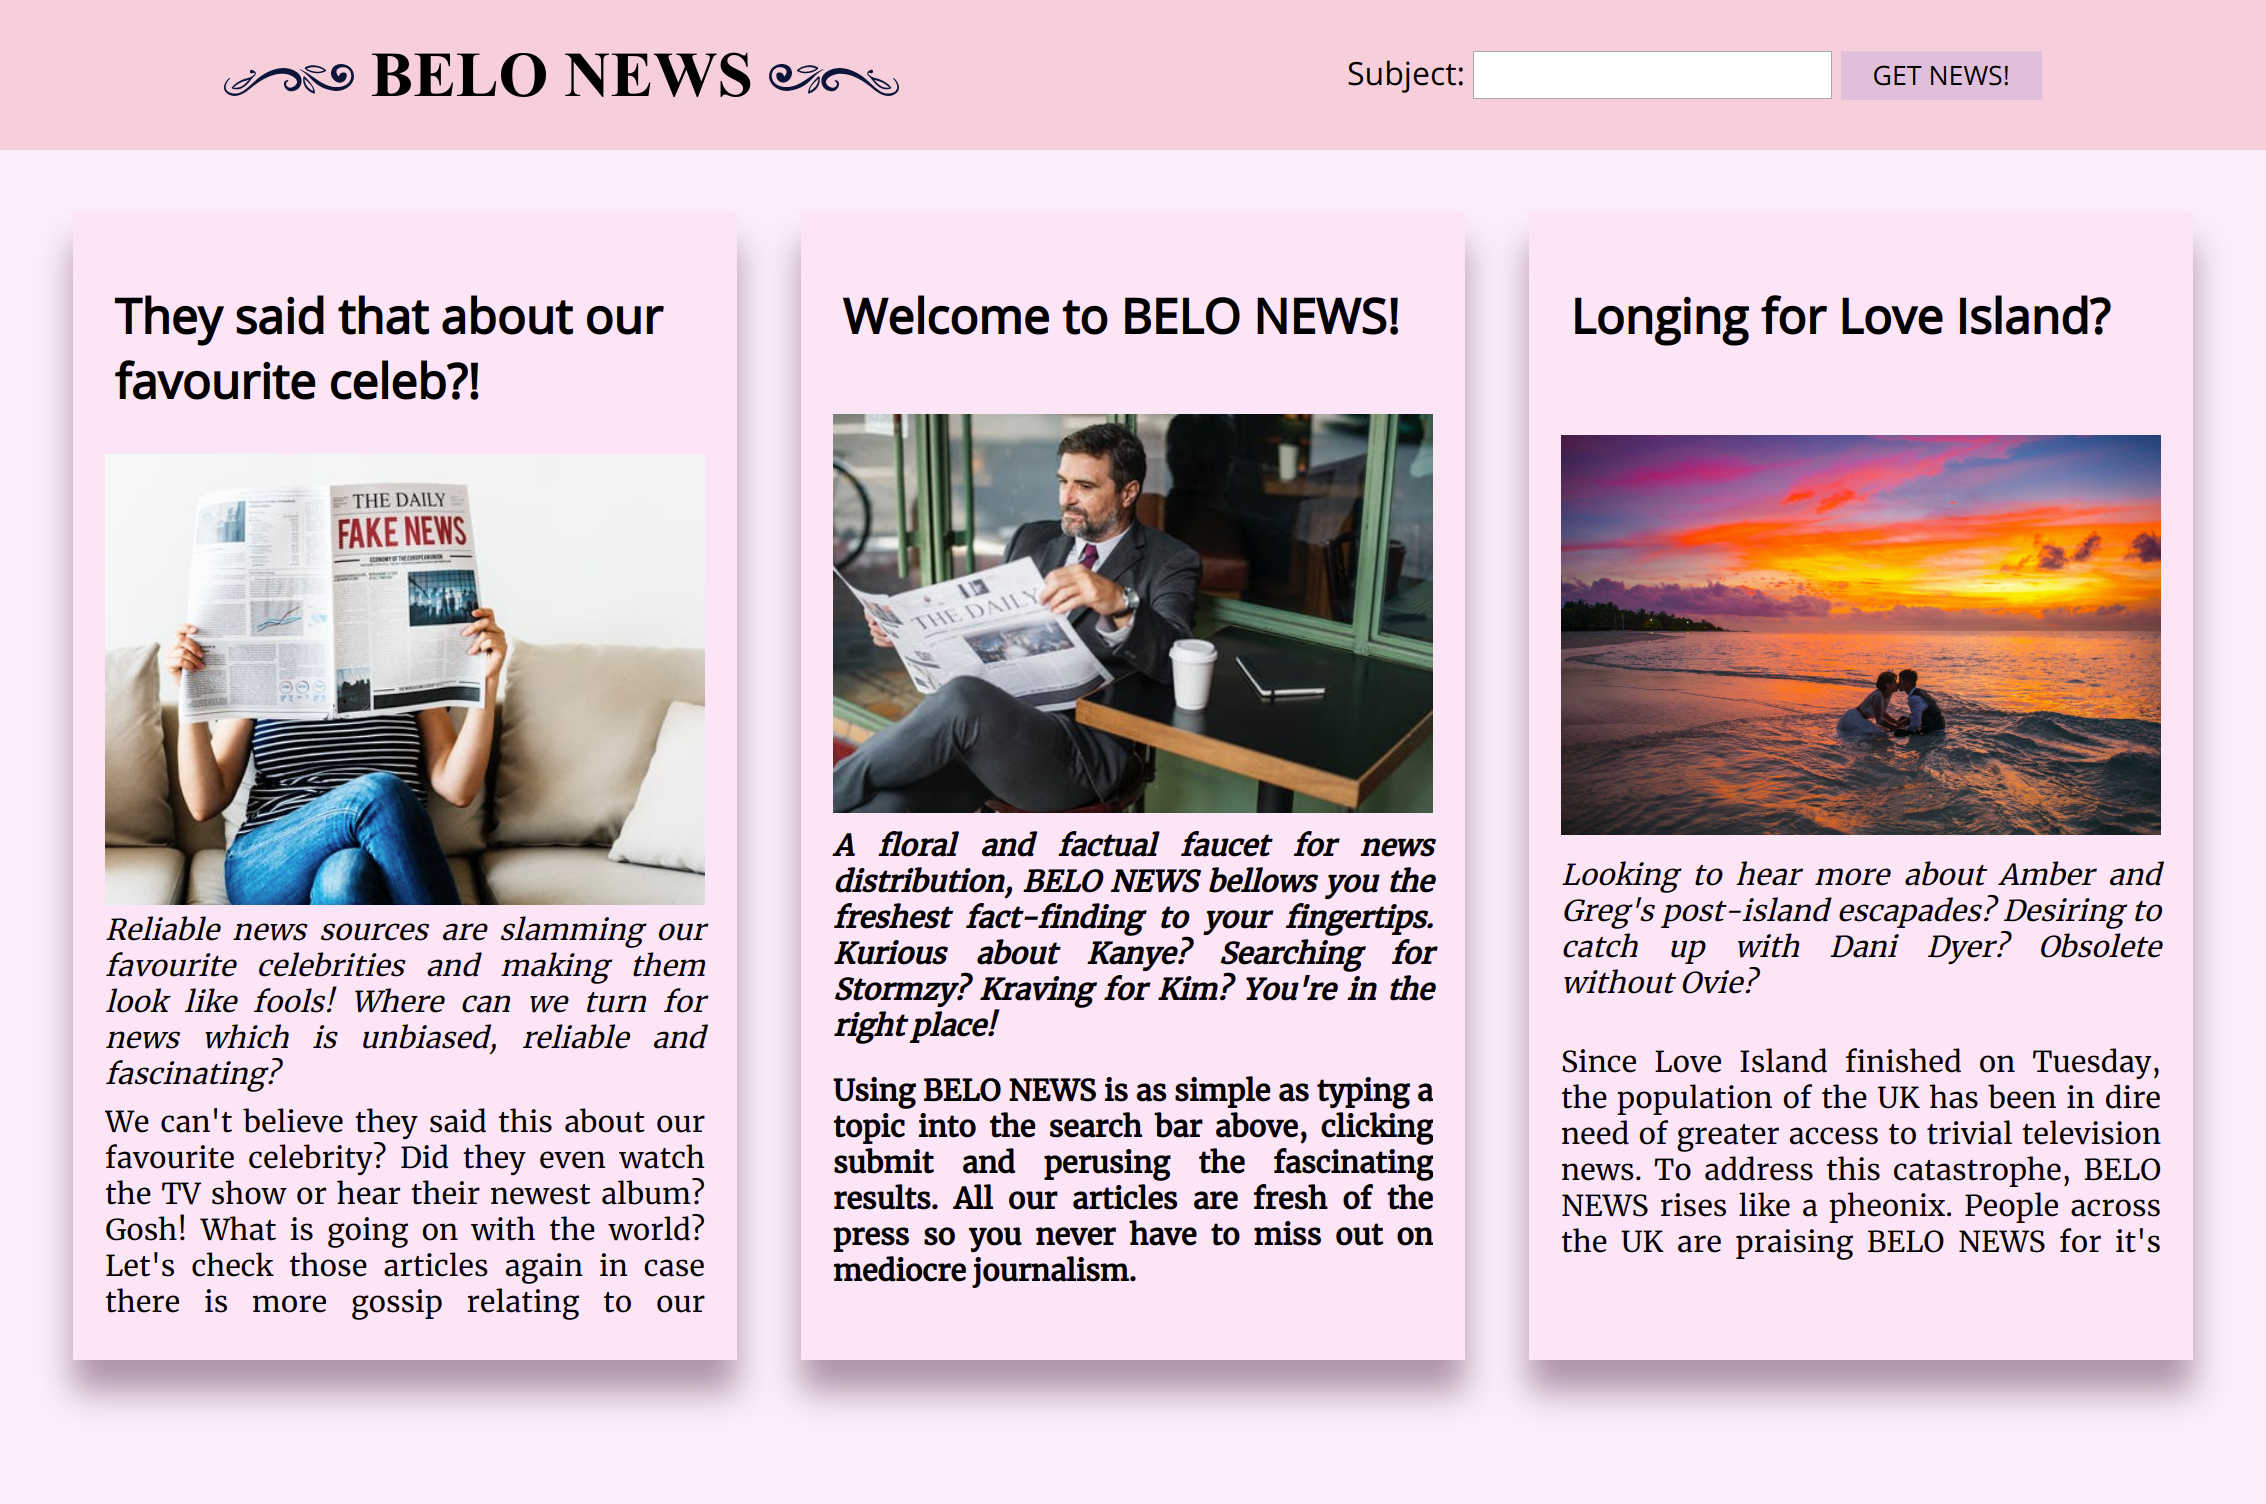 BELO NEWS
Subject:
GET NEWS!
They said that about our
favourite celeb?!
THE DAILY
FAKE NEWS
ECONOMY OF THE EUROPEAN UNION
Reliable news sources are slamming our
favourite celebrities and making them
look like fools! Where can we turn for
news which is unbiased, reliable and
fascinating?
We can't believe they said this about our
favourite celebrity? Did they even watch
the TV show or hear their newest album?
Gosh! What is going on with the world?
Let's check those articles again in case
there is more gossip relating to our
Welcome to BELO NEWS!
THE DAILY
A floral and factual faucet for news
distribution, BELO NEWS bellows you the
freshest fact-finding to your fingertips.
Kurious about Kanye? Searching for
Stormzy? Kraving for Kim? You're in the
right place!
Using BELO NEWS is as simple as typing a
topic into the search bar above, clicking
submit and perusing the fascinating
results. All our articles are fresh of the
press so you never have to miss out on
mediocre journalism.
Longing for Love Island?
Looking to hear more about Amber and
Greg's post-island escapades? Desiring to
catch up with Dani Dyer? Obsolete
without Ovie?
Since Love Island finished on Tuesday,
the population of the UK has been in dire
need of greater access to trivial television
news. To address this catastrophe, BELO
NEWS rises like a pheonix. People across
the UK are praising BELO NEWS for it's